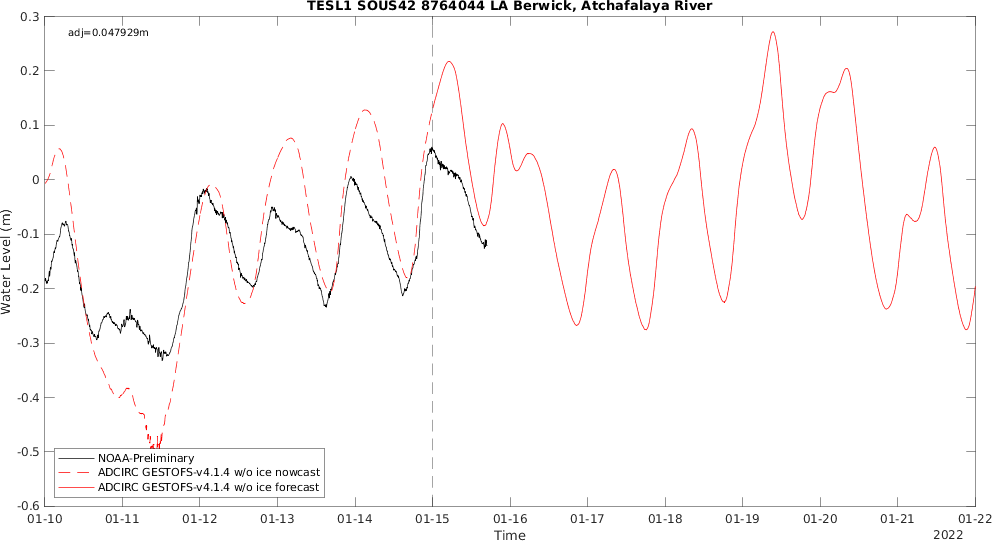 TESL1 SOUS42 8764044 LA Berwick, Atchafalaya River
adj=0.047929m
0.3
0.2
0.1
0
-0.1
-0.2
-0.3
-0.4
-0.5
-0.6
Water Level (m)
NOAA-Preliminary
ADCIRC GESTOFS-v4.1.4 w/o ice nowcast
ADCIRC GESTOFS-v4.1.4 w/o ice forecast
01-10 01-11 01-12 01-13 01-14 01-15 01-16 01-17 01-18 01-19 01-20 01-21 01-22
Time
2022